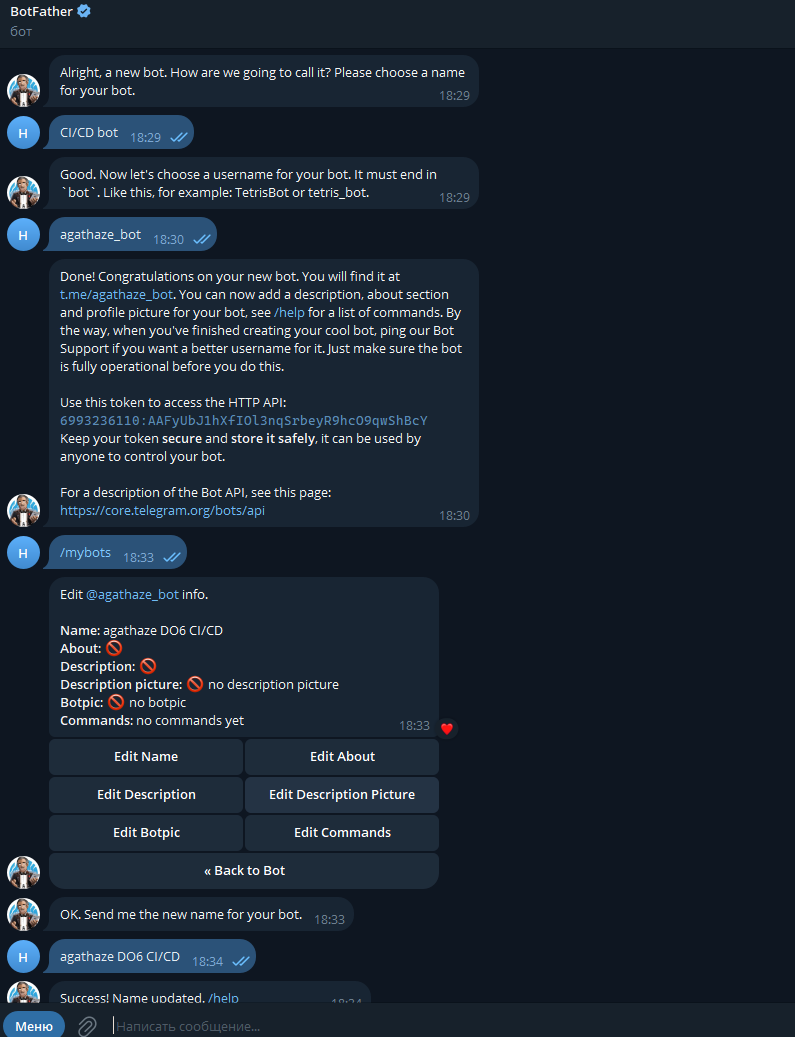 BotFather
бот
Alright, a new bot. How are we going to call it? Please choose a name
for your bot.
18:29
H
CI/CD bot
18:29
Good. Now let's choose a username for your bot. It must end in
`bot`. Like this, for example: TetrisBot or tetris_bot.
18:29
H
agathaze_bot
18:30
Done! Congratulations on your new bot. You will find it at
t.me/agathaze_bot. You can now add a description, about section
and profile picture for your bot, see /help for a list of commands. By
the way, when you've finished creating your cool bot, ping our Bot
Support if you want a better username for it. Just make sure the bot
is fully operational before you do this.
Use this token to access the HTTP API:
6993236110:AAFyUbJ1hXfIOl3nqSrbeyR9hcO9qwShBcY
Keep your token secure and store it safely, it can be used by
anyone to control your bot.
For a description of the Bot API, see this page:
https://core.telegram.org/bots/api
18:30
H
/mybots
18:33
Edit @agathaze_bot info.
Name: agathaze DO6 CI/CD
About: 🚫
Description: 🚫
Description picture: 🚫 no description picture
Botpic: 🚫 no botpic
Commands: no commands yet
18:33
Edit Name
Edit About
Edit Description
Edit Description Picture
Edit Botpic
Edit Commands
« Back to Bot
OK. Send me the new name for your bot.
18:33
H
agathaze DO6 CI/CD
18:34
Success! Name updated. /help
18:34
Меню
Написать сообщение...